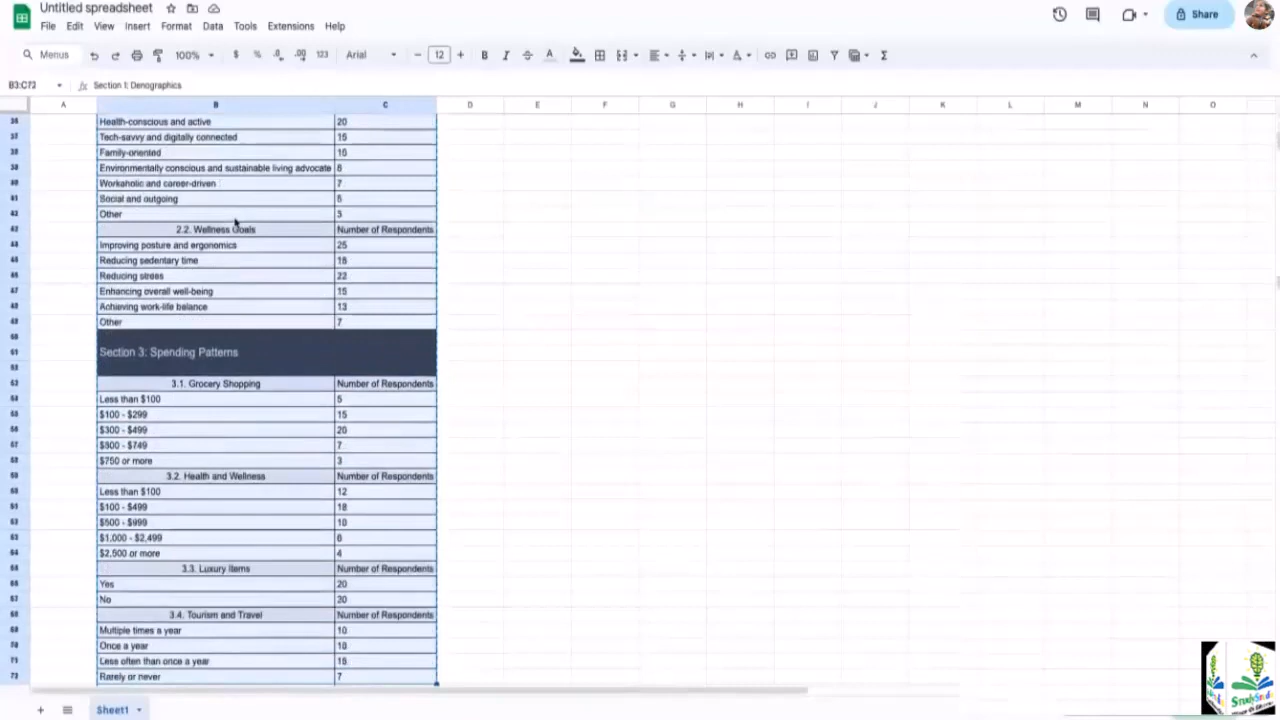 Untitled spreadsheet
File Edit View Insert Format Data Tools Extensions Help
Share
Menus 100% $ % .0 .00 123 Arial - 12 + B I A Σ
B3:C72 fx Section 1: Demographics
A B C D E F G H I J K L M N O
Health-conscious and active 20
Tech-savvy and digitally connected 15
Family-oriented 15
Environmentally conscious and sustainable living advocate 8
Workaholic and career-driven 7
Social and outgoing 5
Other 3
2.2. Wellness Goals Number of Respondents
Improving posture and ergonomics 25
Reducing sedentary time 18
Reducing stress 22
Enhancing overall well-being 15
Achieving work-life balance 13
Other 7
Section 3: Spending Patterns
3.1. Grocery Shopping Number of Respondents
Less than $100 5
$100 - $299 15
$300 - $499 20
$500 - $749 7
$750 or more 3
3.2. Health and Wellness Number of Respondents
Less than $100 12
$100 - $499 18
$500 - $999 10
$1,000 - $2,499 6
$2,500 or more 4
3.3. Luxury Items Number of Respondents
Yes 20
No 30
3.4. Tourism and Travel Number of Respondents
Multiple times a year 10
Once a year 18
Less often than once a year 15
Rarely or never 7
Sheet1